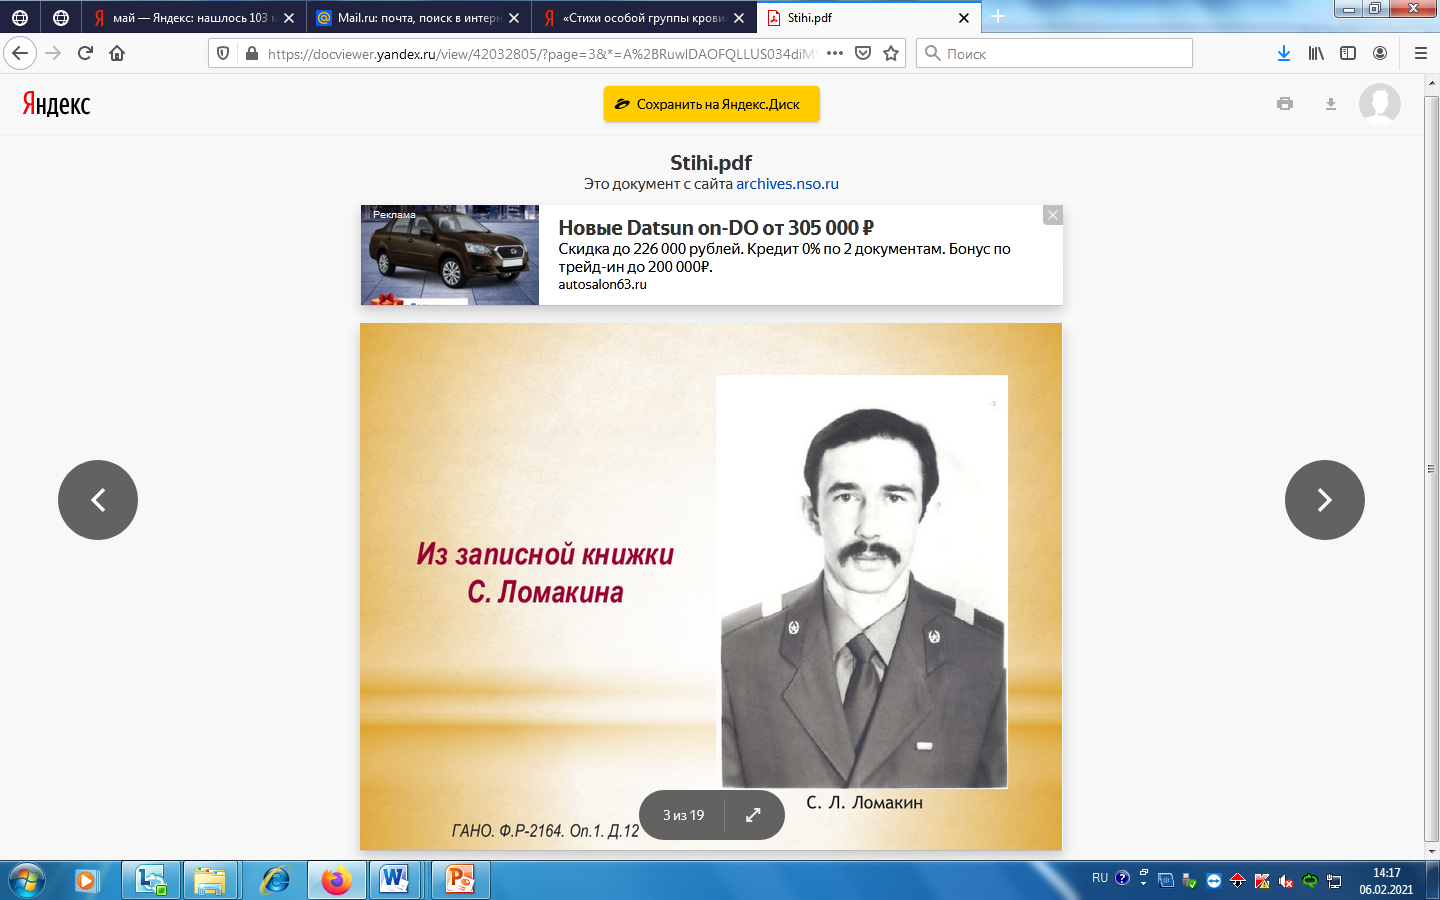 май — Яндекс: нашлось 103 м
Mail.ru: почта, поиск в интерн
«Стихи особой группы крови»
Stihi.pdf
https://docviewer.yandex.ru/view/42032805/?page=3&*=A%2BRuwIDAOFQLLUS034diM
Поиск
Яндекс
Сохранить на Яндекс.Диск
Stihi.pdf
Это документ с сайта archives.nso.ru
Реклама
Новые Datsun on-DO от 305 000 ₽
Скидка до 226 000 рублей. Кредит 0% по 2 документам. Бонус по
трейд-ин до 200 000₽.
autosalon63.ru
Из записной книжки
С. Ломакина
С. Л. Ломакин
3 из 19
ГАНО. Ф.Р-2164. Оп.1. Д.12
RU
14:17
06.02.2021